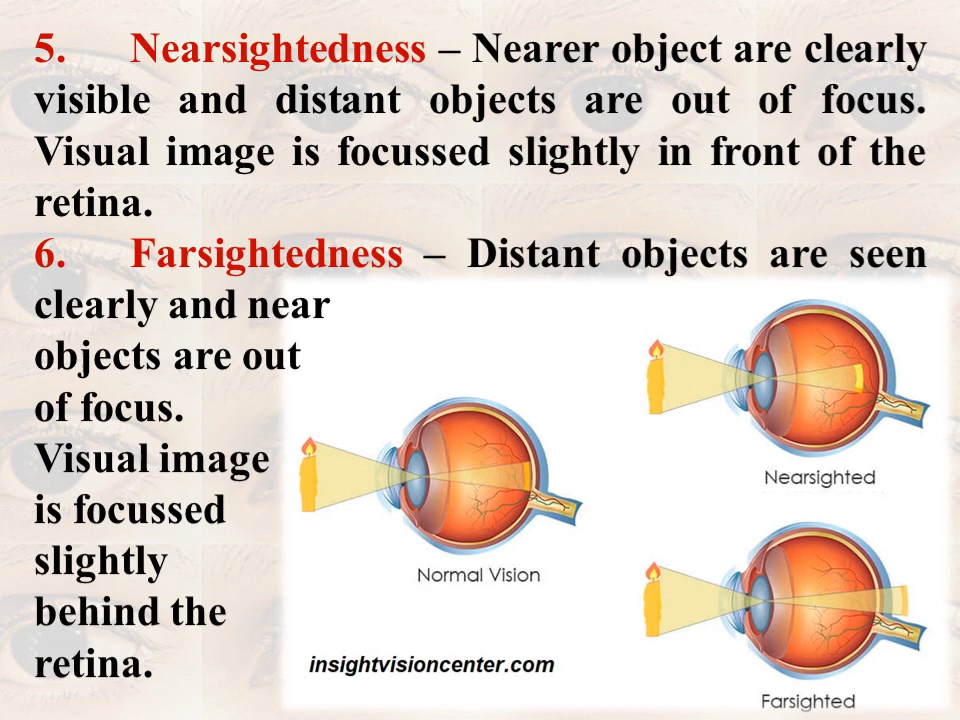 5. Nearsightedness – Nearer object are clearly
visible and distant objects are out of focus.
Visual image is focussed slightly in front of the
retina.
6. Farsightedness – Distant objects are seen
clearly and near
objects are out
of focus.
Visual image
is focussed
slightly
behind the
retina.
Nearsighted
Normal Vision
insightvisioncenter.com
Farsighted